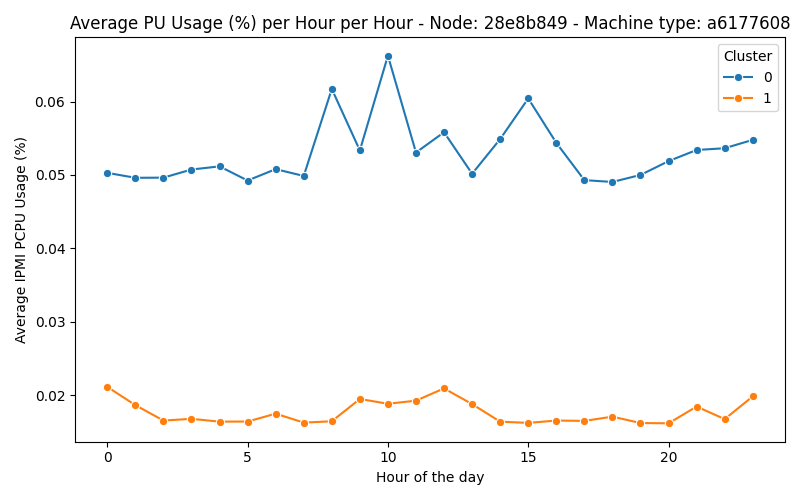 Average PU Usage (%) per Hour per Hour - Node: 28e8b849 - Machine type: a6177608
Cluster
0
1
Average IPMI PCPU Usage (%)
0.06
0.05
0.04
0.03
0.02
0 5 10 15 20
Hour of the day